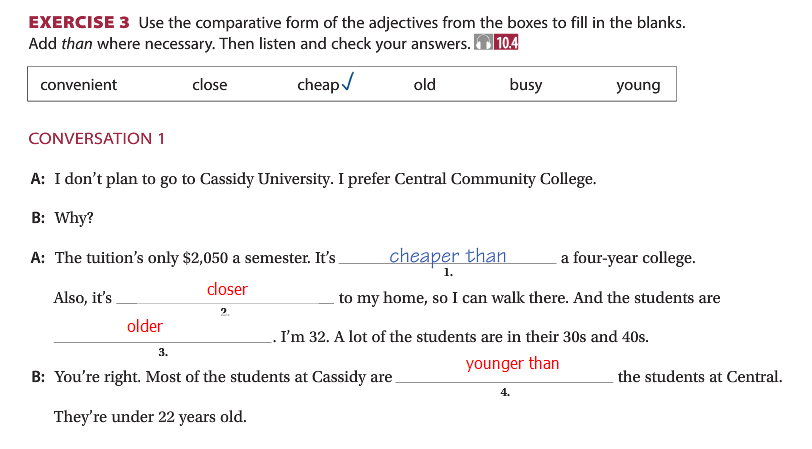 EXERCISE 3 Use the comparative form of the adjectives from the boxes to fill in the blanks.
Add than where necessary. Then listen and check your answers. 10.4
convenient close cheap✓ old busy young
CONVERSATION 1
A: I don't plan to go to Cassidy University. I prefer Central Community College.
B: Why?
A: The tuition's only $2,050 a semester. It's cheaper than a four-year college.
1.
Also, it's closer to my home, so I can walk there. And the students are
2.
older. I'm 32. A lot of the students are in their 30s and 40s.
3.
B: You're right. Most of the students at Cassidy are younger than the students at Central.
4.
They're under 22 years old.